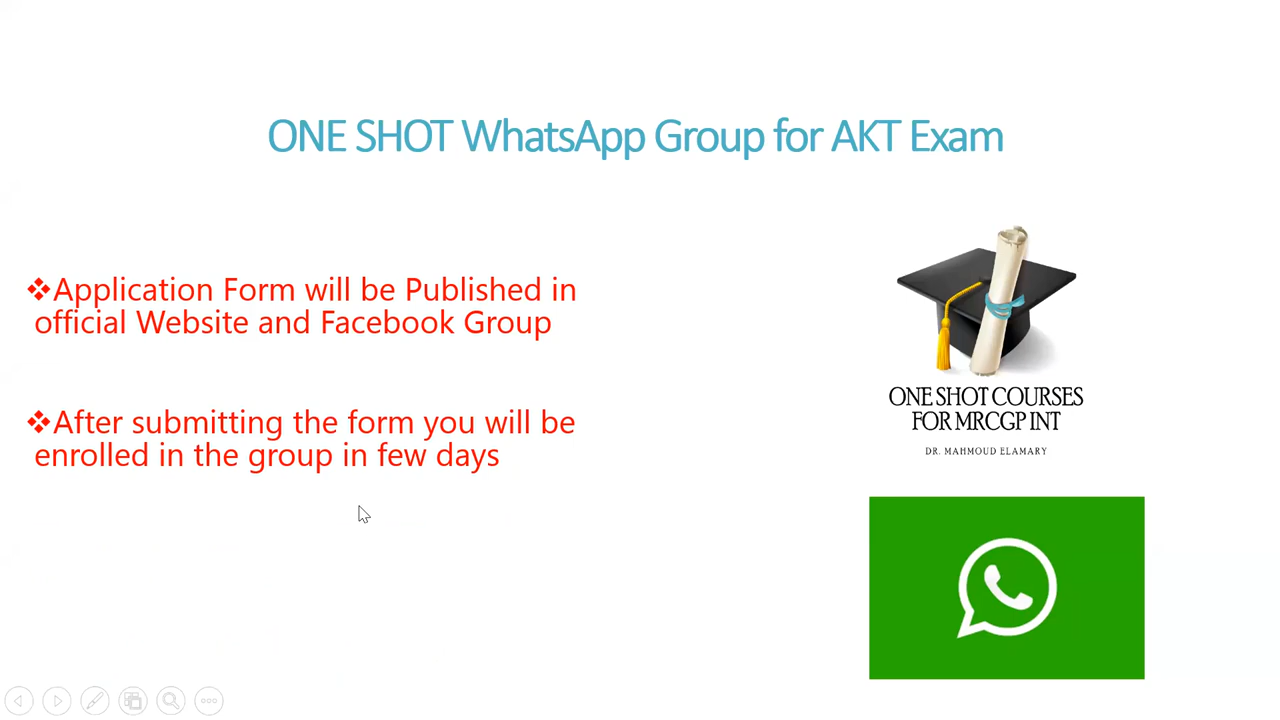 ONE SHOT WhatsApp Group for AKT Exam
❖Application Form will be Published in
official Website and Facebook Group
❖After submitting the form you will be
enrolled in the group in few days
ONE SHOT COURSES
FOR MRCGP INT
DR. MAHMOUD ELAMARY